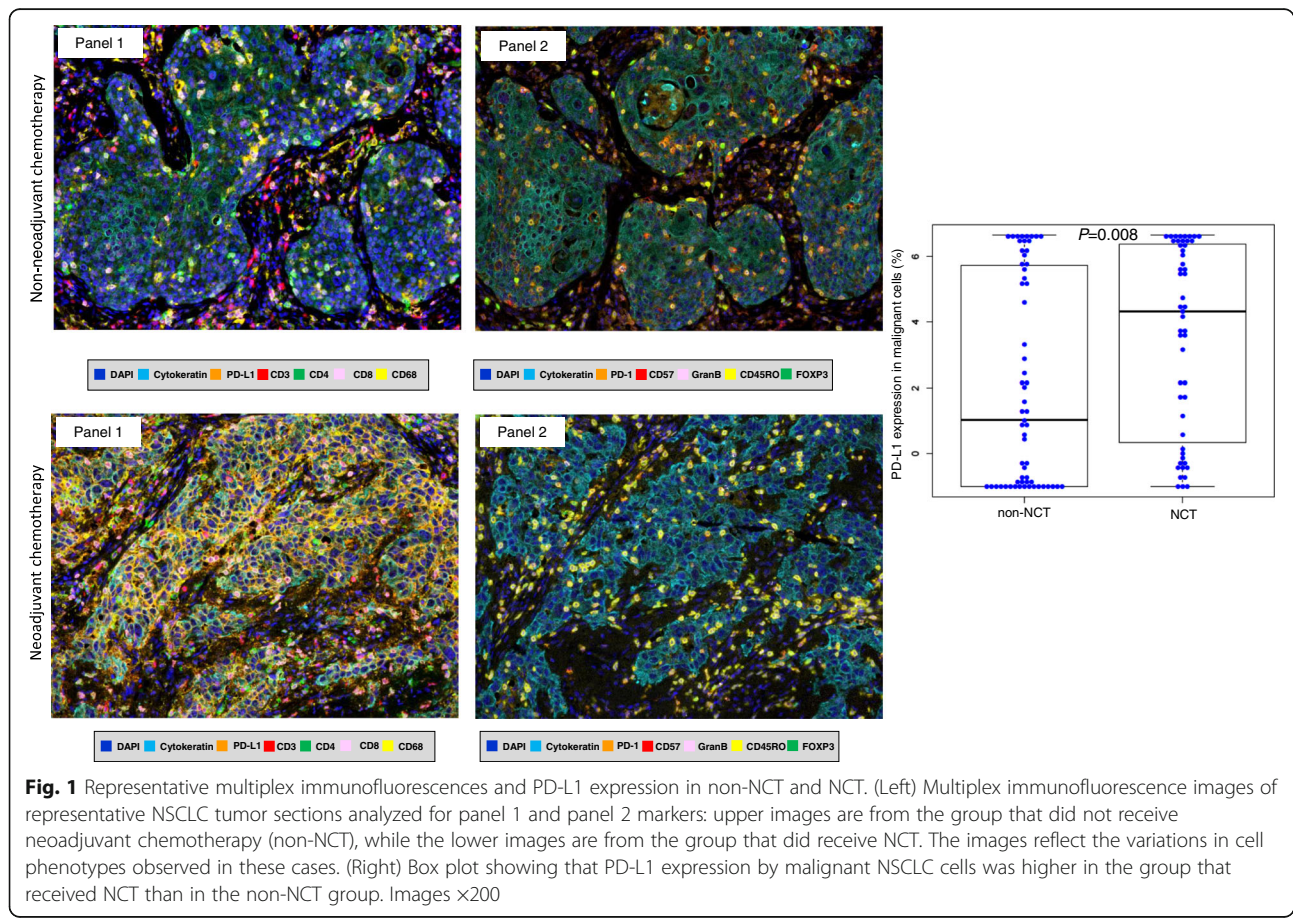 Panel 1
Panel 2
Non-neoadjuvant chemotherapy
DAPI Cytokeratin PD-L1 CD3 CD4 CD8 CD68
DAPI Cytokeratin PD-1 CD57 GranB CD45RO FOXP3
Panel 1
Panel 2
Neoadjuvant chemotherapy
DAPI Cytokeratin PD-L1 CD3 CD4 CD8 CD68
DAPI Cytokeratin PD-1 CD57 GranB CD45RO FOXP3
P=0.008
PD-L1 expression in malignant cells (%)
6
4
2
0
non-NCT
NCT
Fig. 1 Representative multiplex immunofluorescences and PD-L1 expression in non-NCT and NCT. (Left) Multiplex immunofluorescence images of
representative NSCLC tumor sections analyzed for panel 1 and panel 2 markers: upper images are from the group that did not receive
neoadjuvant chemotherapy (non-NCT), while the lower images are from the group that did receive NCT. The images reflect the variations in cell
phenotypes observed in these cases. (Right) Box plot showing that PD-L1 expression by malignant NSCLC cells was higher in the group that
received NCT than in the non-NCT group. Images ×200